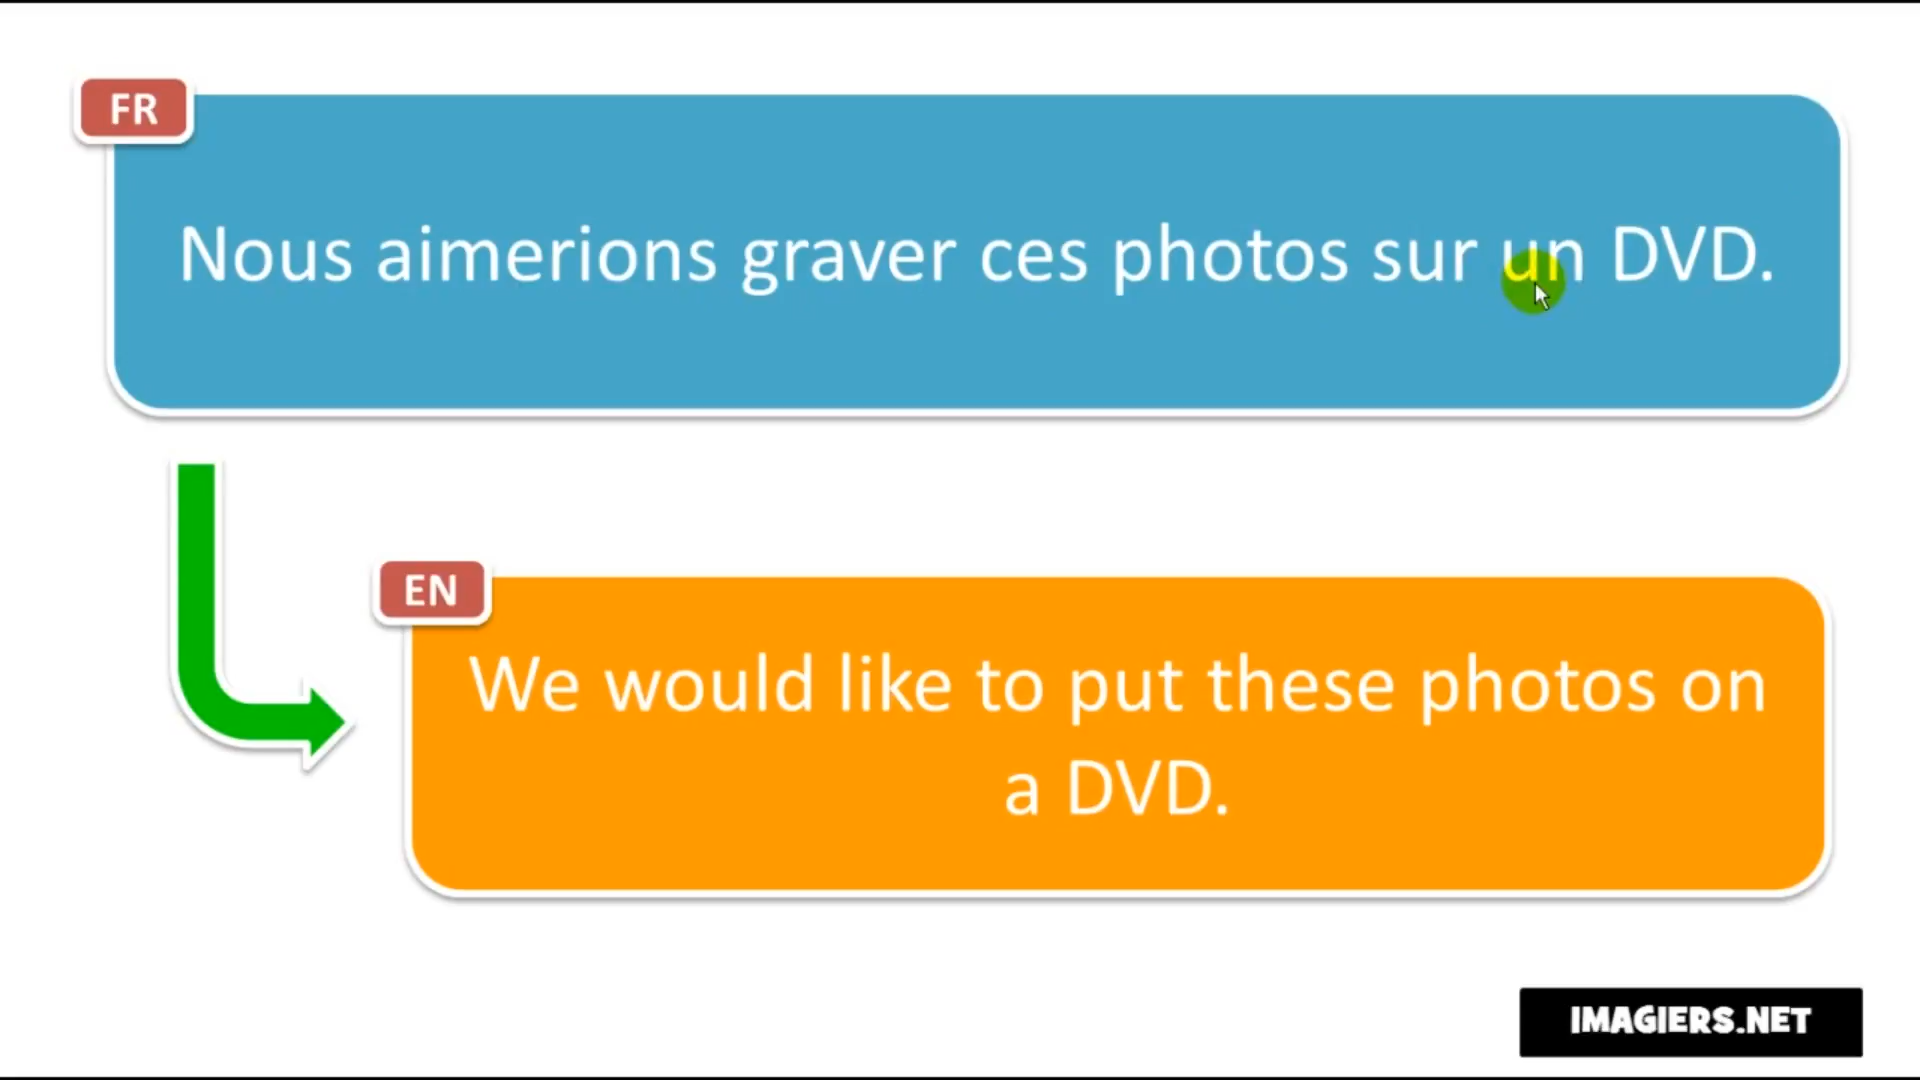 FR
Nous aimerions graver ces photos sur un DVD.
EN
We would like to put these photos on
a DVD.
IMAGIERS.NET